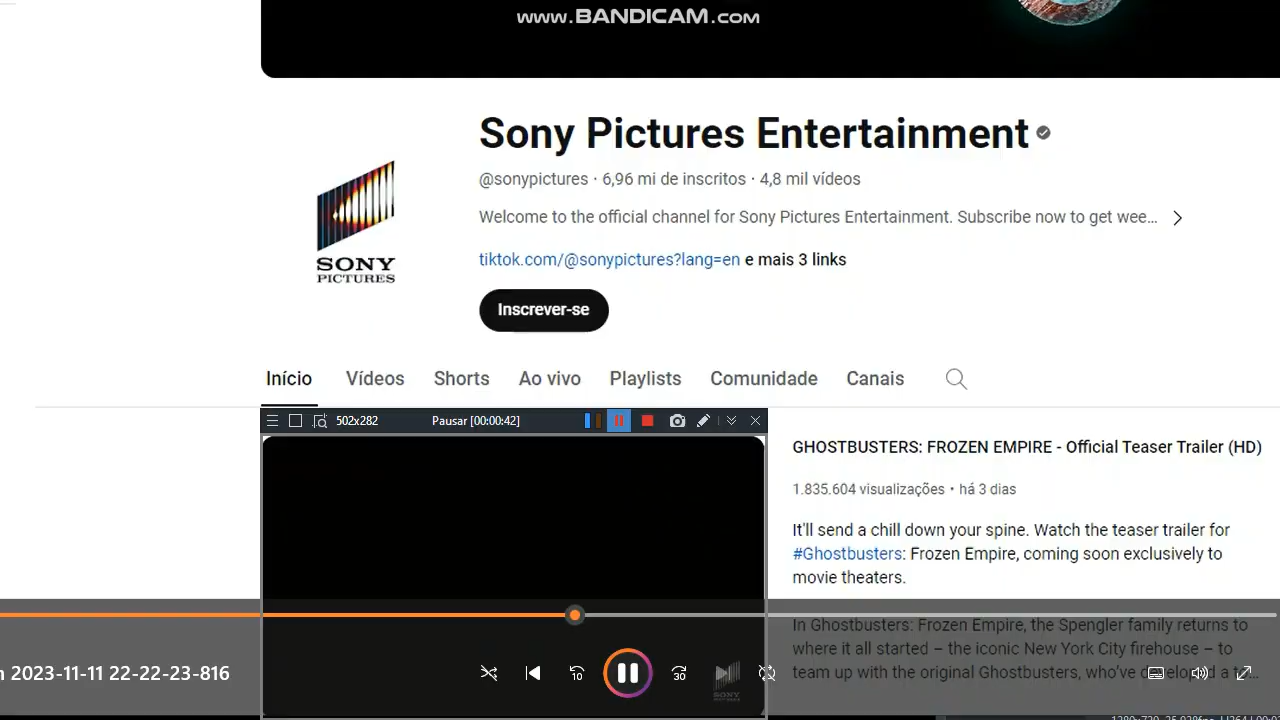 www.BANDICAM.com
Sony Pictures Entertainment
@sonypictures · 6,96 mi de inscritos · 4,8 mil vídeos
Welcome to the official channel for Sony Pictures Entertainment. Subscribe now to get wee…
tiktok.com/@sonypictures?lang=en e mais 3 links
SONY
PICTURES
Inscrever-se
Início Vídeos Shorts Ao vivo Playlists Comunidade Canais
502x282 Pausar [00:00:42]
GHOSTBUSTERS: FROZEN EMPIRE - Official Teaser Trailer (HD)
1.835.604 visualizações • há 3 dias
It'll send a chill down your spine. Watch the teaser trailer for
#Ghostbusters: Frozen Empire, coming soon exclusively to
movie theaters.
In Ghostbusters: Frozen Empire, the Spengler family returns to
where it all started – the iconic New York City firehouse – to
team up with the original Ghostbusters, who've developed a
2023-11-11 22-22-23-816
10
30
SONY
PICTURES